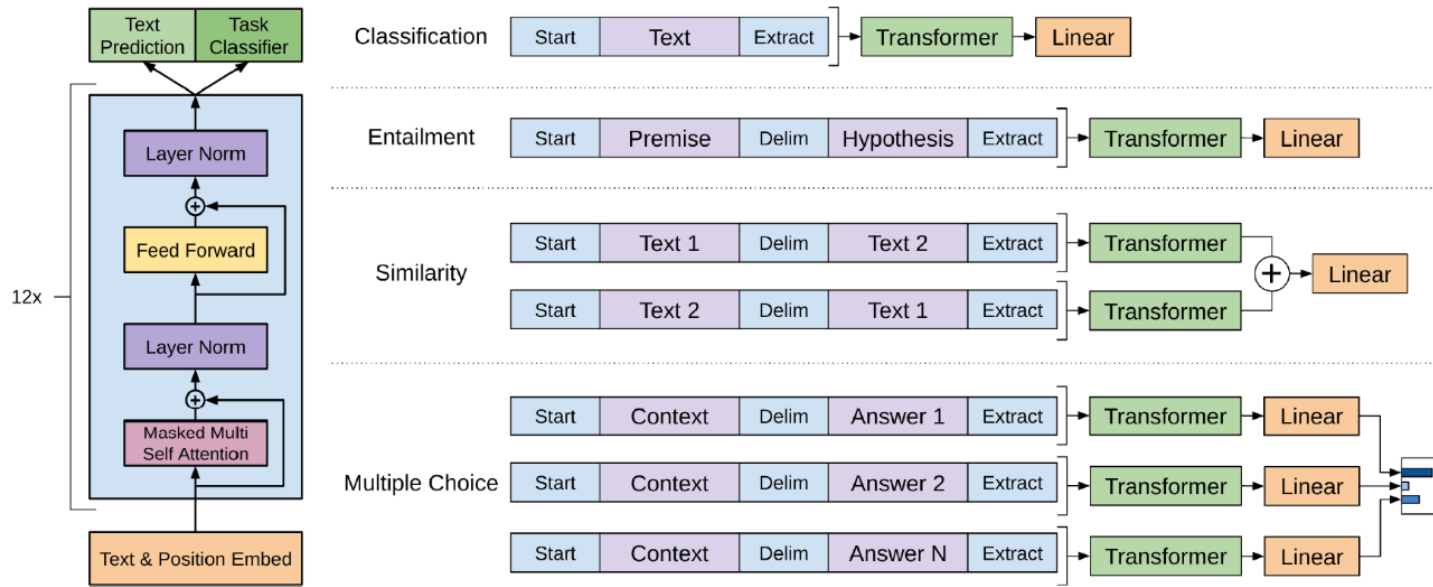 Text
Prediction
Task
Classifier
12x
Layer Norm
+
Feed Forward
Layer Norm
+
Masked Multi
Self Attention
Text & Position Embed
Classification
Start Text Extract Transformer Linear
Entailment
Start Premise Delim Hypothesis Extract Transformer Linear
Similarity
Start Text 1 Delim Text 2 Extract Transformer
+ Linear
Start Text 2 Delim Text 1 Extract Transformer
Multiple Choice
Start Context Delim Answer 1 Extract Transformer Linear
Start Context Delim Answer 2 Extract Transformer Linear
Start Context Delim Answer N Extract Transformer Linear